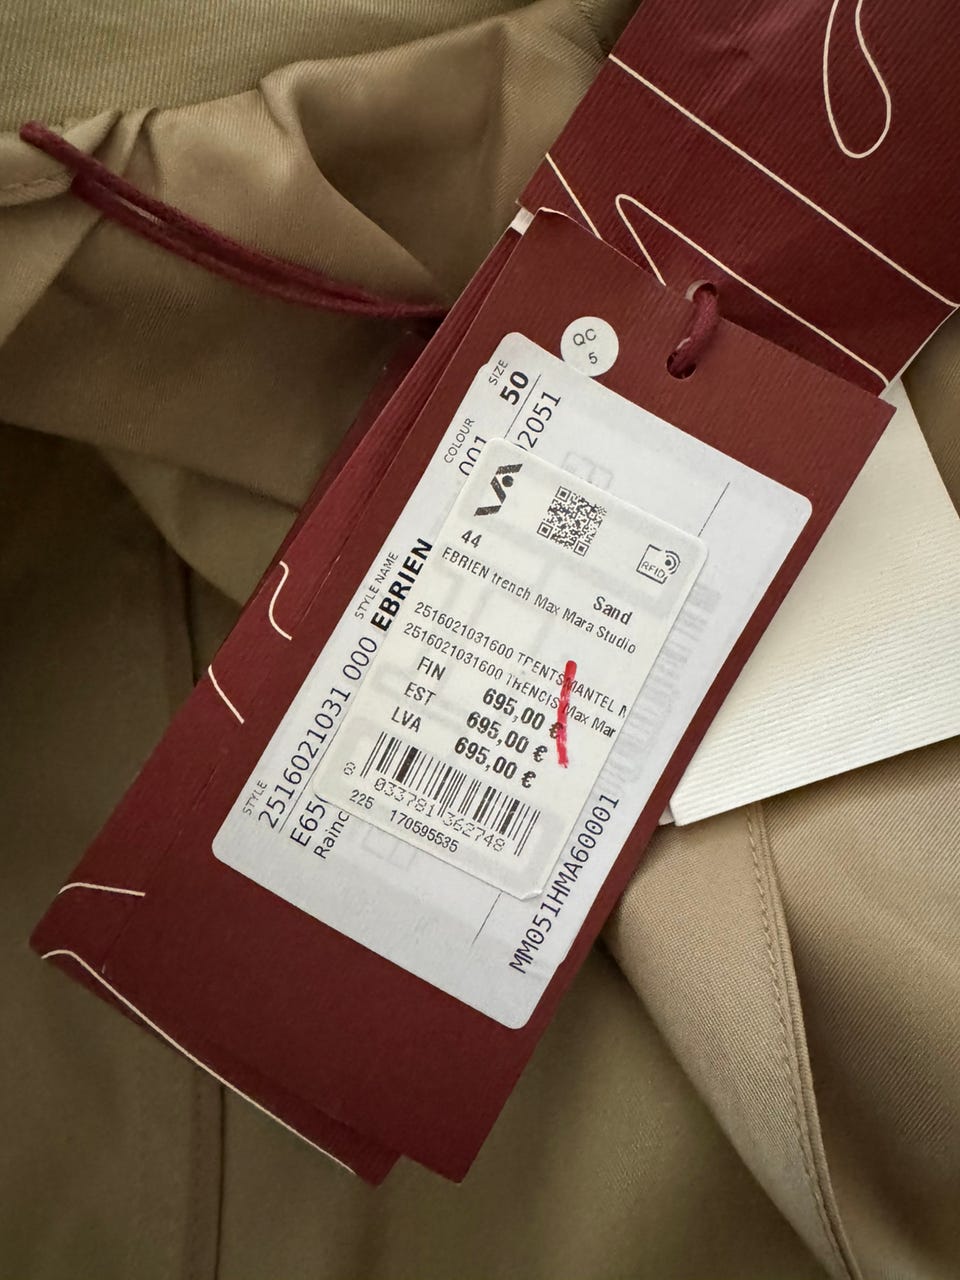 QC
5
SIZE
50
COLOUR
001
2051
STYLE NAME
EBRIEN
STYLE
2516021031 000
E65
Rainc
MM051HMA60001
VA
44
RFID
EBRIEN trench Max Mara Studio
Sand
2516021031600 TRENTSMANTEL M
2516021031600 TRENCIS Max Mar
FIN 695,00 €
EST 695,00 €
LVA 695,00 €
03
033781 362748
225 170595535